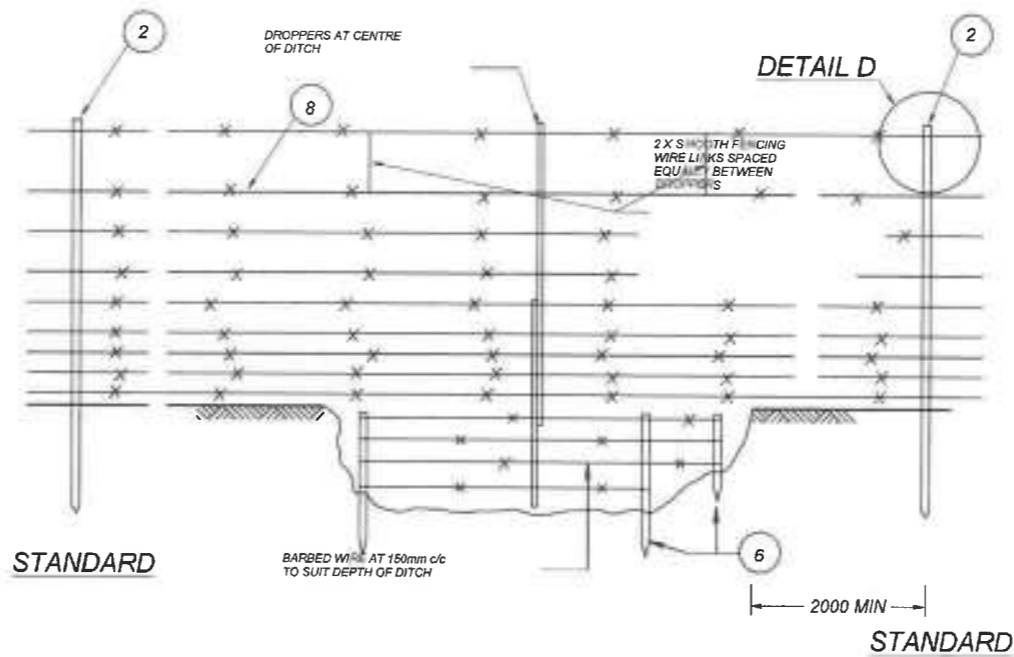 2
DROPPERS AT CENTRE
OF DITCH
2
DETAIL D
8
2 X SMOOTH FENCING
WIRE LINKS SPACED
EQUALLY BETWEEN
DROPPERS
BARBED WIRE AT 150mm c/c
TO SUIT DEPTH OF DITCH
6
STANDARD
2000 MIN
STANDARD